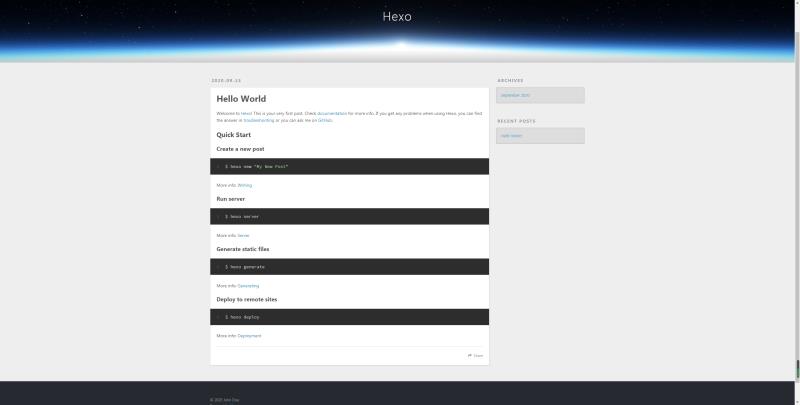 Hexo
2020-09-23
Hello World
Welcome to Hexo! This is your very first post. Check documentation for more info. If you get any problems when using Hexo, you can find
the answer in troubleshooting or you can ask me on GitHub.
Quick Start
Create a new post
1 $ hexo new "My New Post"
More info: Writing
Run server
1 $ hexo server
More info: Server
Generate static files
1 $ hexo generate
More info: Generating
Deploy to remote sites
1 $ hexo deploy
More info: Deployment
Share
ARCHIVES
September 2020
RECENT POSTS
Hello World
© 2020 John Doe